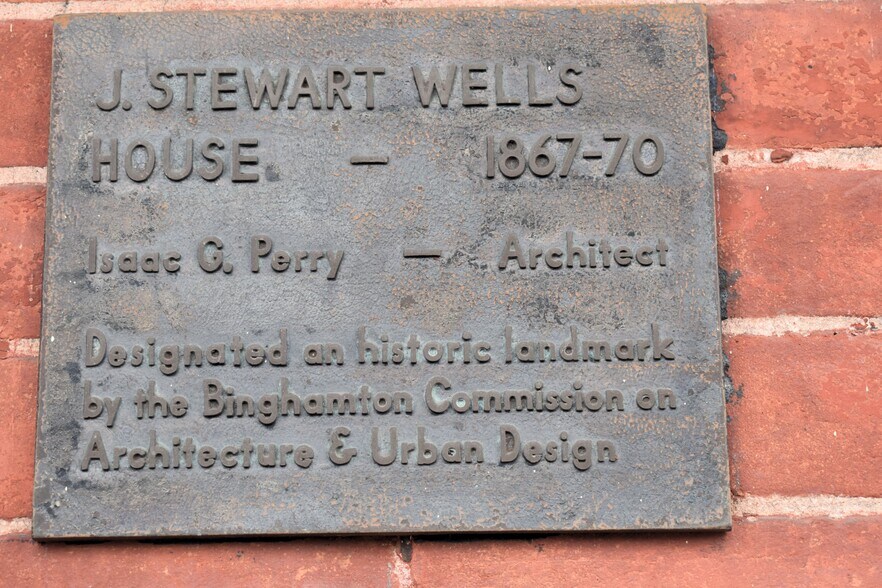 J. STEWART WELLS
HOUSE — 1867-70
Isaac G. Perry — Architect
Designated an historic landmark
by the Binghamton Commission on
Architecture & Urban Design